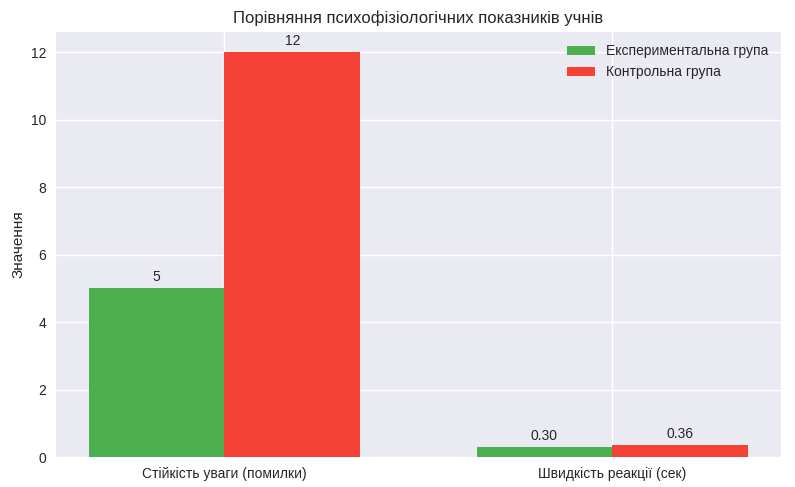 Порівняння психофізіологічних показників учнів
Експериментальна група
Контрольна група
Значення
12
10
8
6
4
2
0
5
12
0.30
0.36
Стійкість уваги (помилки)
Швидкість реакції (сек)